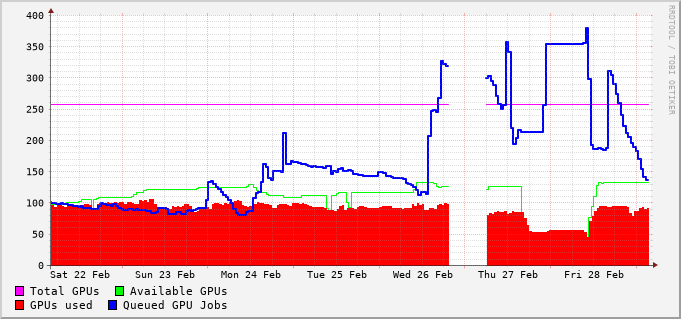 400
350
300
250
200
150
100
50
0
Sat 22 Feb Sun 23 Feb Mon 24 Feb Tue 25 Feb Wed 26 Feb Thu 27 Feb Fri 28 Feb
Total GPUs Available GPUs
GPUs used Queued GPU Jobs
RRDTOOL / TOBI OETIKER